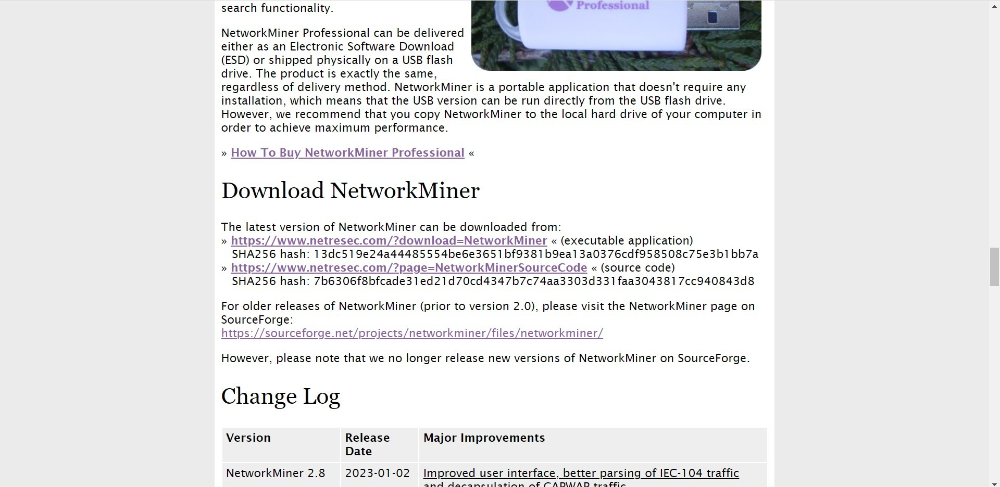 search functionality.
Professional
NetworkMiner Professional can be delivered
either as an Electronic Software Download
(ESD) or shipped physically on a USB flash
drive. The product is exactly the same,
regardless of delivery method. NetworkMiner is a portable application that doesn't require any
installation, which means that the USB version can be run directly from the USB flash drive.
However, we recommend that you copy NetworkMiner to the local hard drive of your computer in
order to achieve maximum performance.
» How To Buy NetworkMiner Professional «
Download NetworkMiner
The latest version of NetworkMiner can be downloaded from:
» https://www.netresec.com/?download=NetworkMiner « (executable application)
SHA256 hash: 13dc519e24a44485554be6e3651bf9381b9ea13a0376cdf958508c75e3b1bb7a
» https://www.netresec.com/?page=NetworkMinerSourceCode « (source code)
SHA256 hash: 7b6306f8bfcade31ed21d70cd4347b7c74aa3303d331faa3043817cc940843d8
For older releases of NetworkMiner (prior to version 2.0), please visit the NetworkMiner page on
SourceForge:
https://sourceforge.net/projects/networkminer/files/networkminer/
However, please note that we no longer release new versions of NetworkMiner on SourceForge.
Change Log
Version Release Major Improvements
Date
NetworkMiner 2.8 2023-01-02 Improved user interface, better parsing of IEC-104 traffic
and decapsulation of CAPWAP traffic